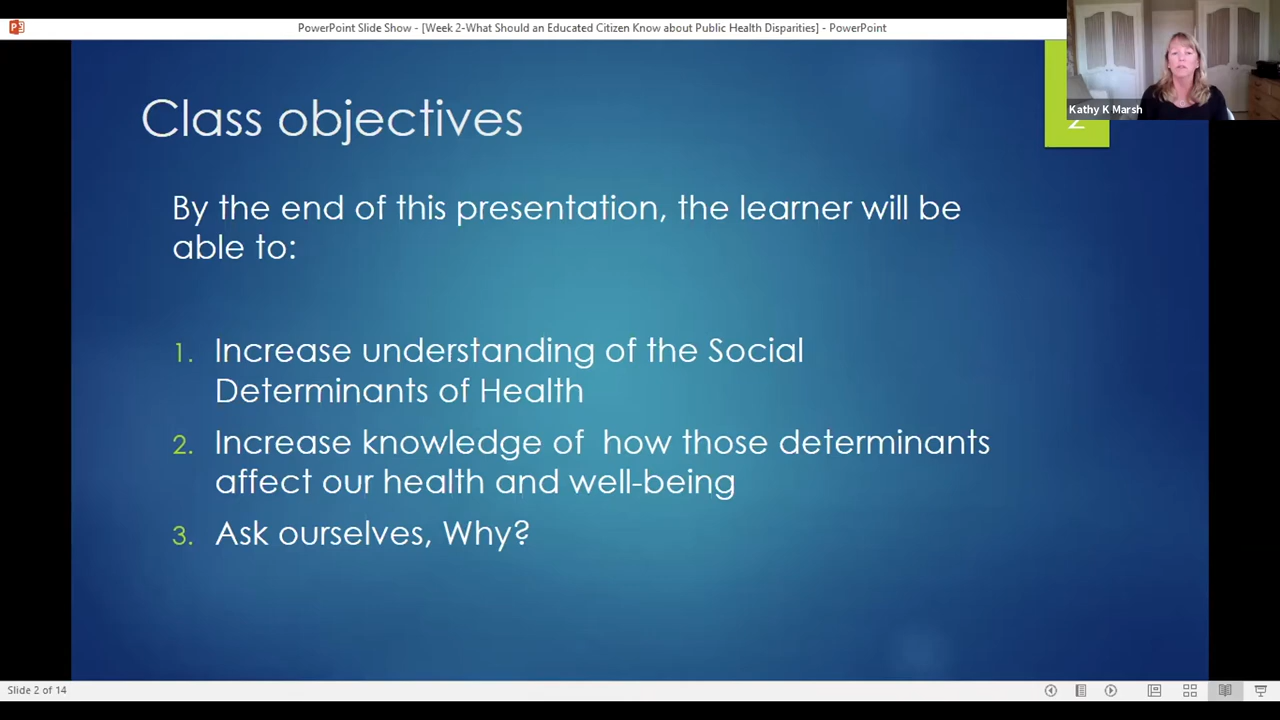 PowerPoint Slide Show - [Week 2-What Should an Educated Citizen Know about Public Health Disparities] - PowerPoint
Kathy K Marsh
2
Class objectives
By the end of this presentation, the learner will be
able to:
1. Increase understanding of the Social
Determinants of Health
2. Increase knowledge of  how those determinants
affect our health and well-being
3. Ask ourselves, Why?
Slide 2 of 14